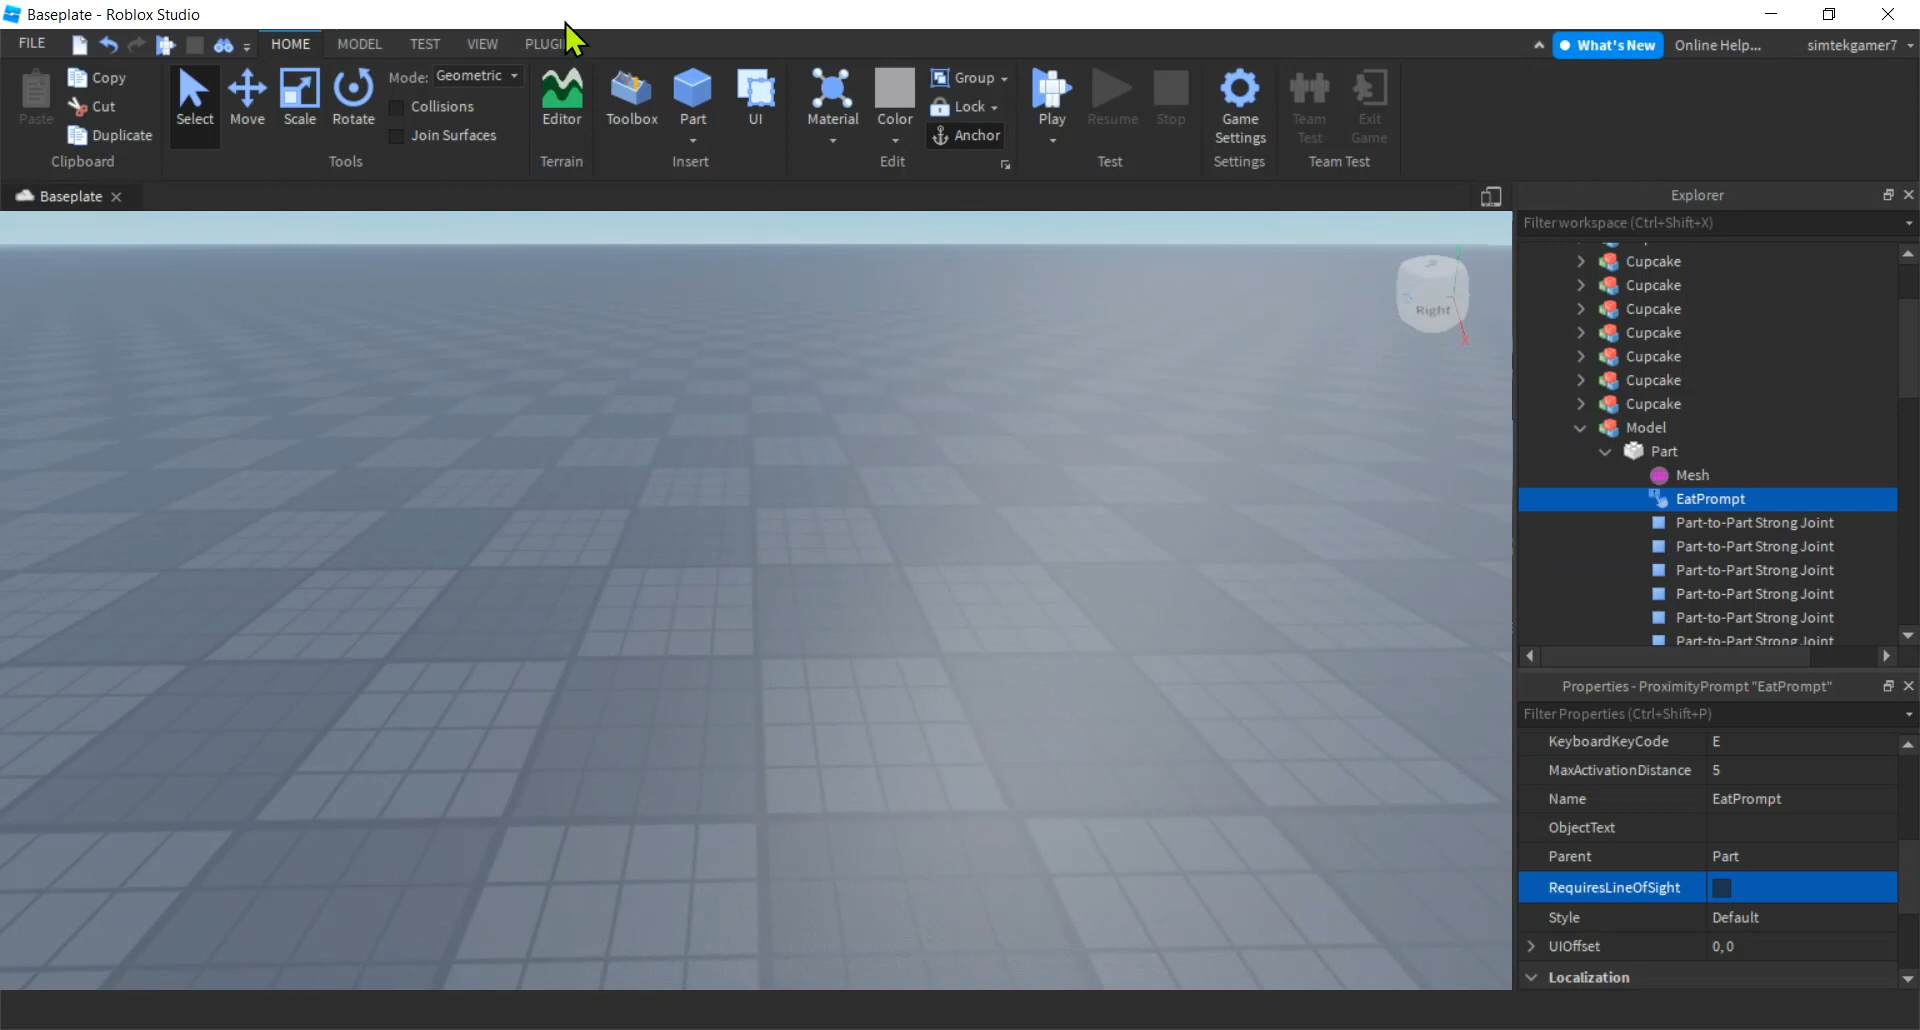 Baseplate - Roblox Studio
FILE
HOME
MODEL
TEST
VIEW
What's New
Online Help...
simtekgamer7
Paste
Copy
Cut
Duplicate
Clipboard
Select
Move
Scale
Rotate
Mode:
Geometric
Collisions
Join Surfaces
Tools
Editor
Terrain
Toolbox
Part
UI
Insert
Material
Color
Group
Lock
Anchor
Edit
Play
Resume
Stop
Test
Game
Settings
Settings
Team
Test
Exit
Game
Team Test
Baseplate
Right
X
Explorer
Filter workspace (Ctrl+Shift+X)
Cupcake
Cupcake
Cupcake
Cupcake
Cupcake
Cupcake
Cupcake
Model
Part
Mesh
EatPrompt
Part-to-Part Strong Joint
Part-to-Part Strong Joint
Part-to-Part Strong Joint
Part-to-Part Strong Joint
Part-to-Part Strong Joint
Part-to-Part Strong Joint
Properties - ProximityPrompt "EatPrompt"
Filter Properties (Ctrl+Shift+P)
KeyboardKeyCode E
MaxActivationDistance 5
Name EatPrompt
ObjectText
Parent Part
RequiresLineOfSight
Style Default
UIOffset 0, 0
Localization